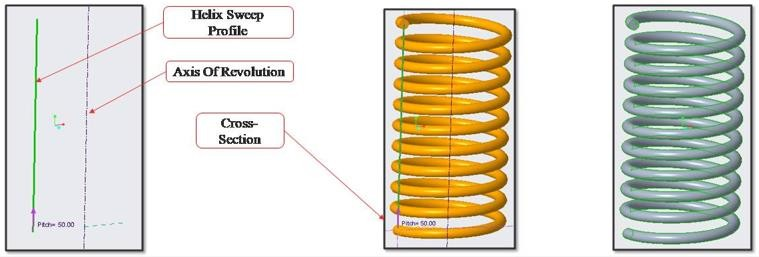 Helix Sweep
Profile
Axis Of Revolution
Cross-
Section
Pitch= 50.00
Pitch= 50.00